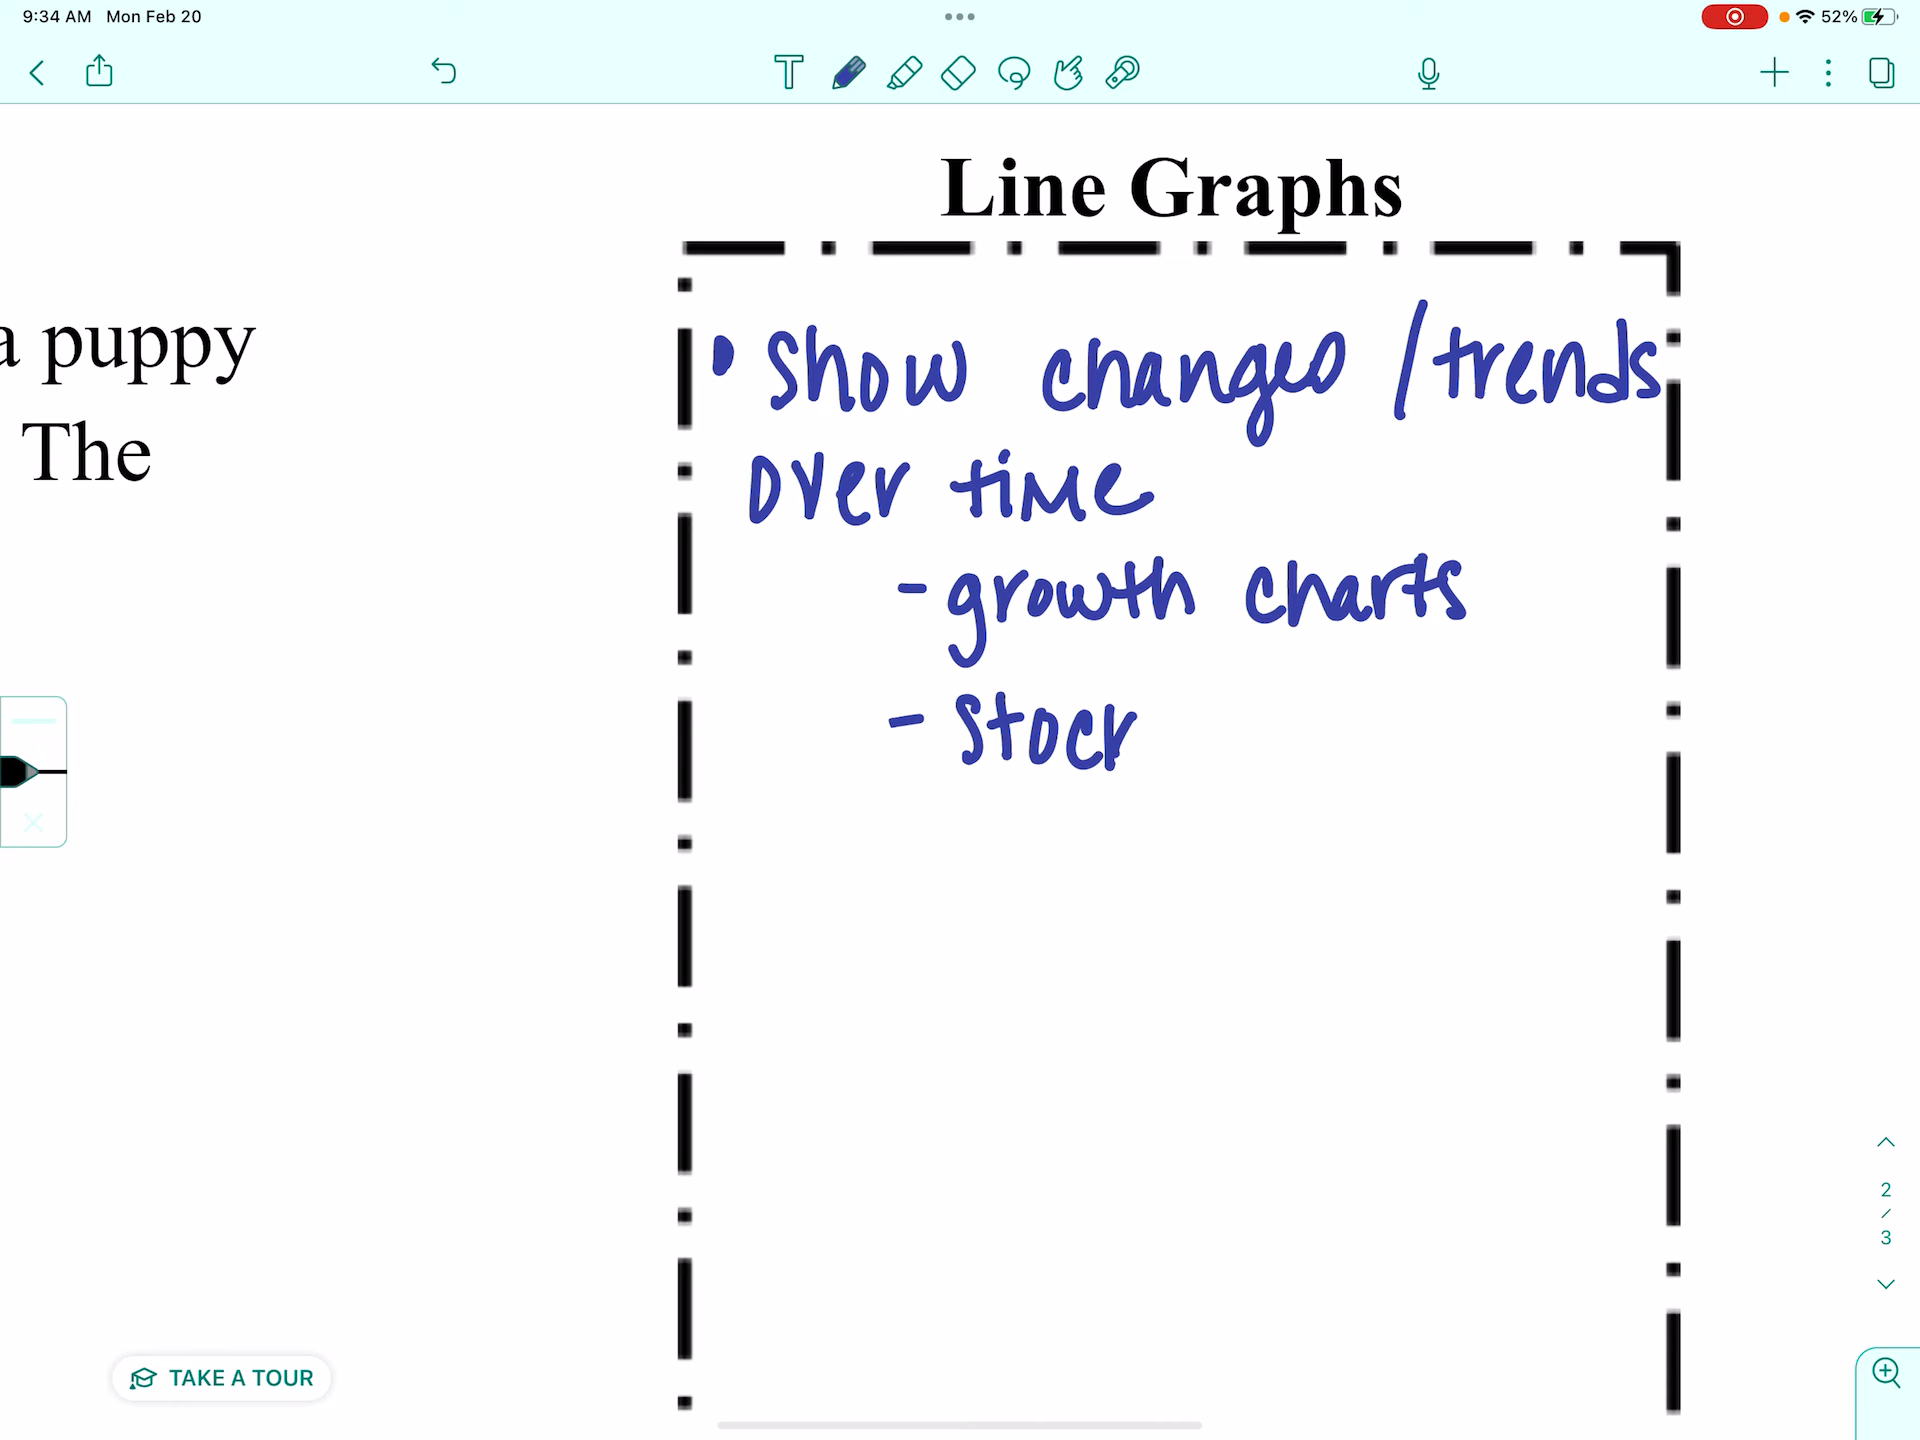 9:34 AM Mon Feb 20
52%
Line Graphs
a puppy
The
• Show changes / trends
over time
- growth charts
- Stock
2
/
3
TAKE A TOUR